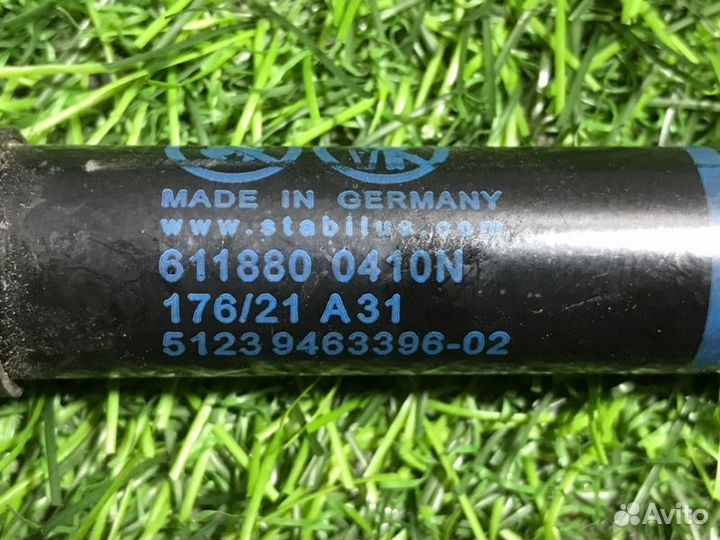 MADE IN GERMANY
www.stabilus.com
611880 0410N
176/21 A31
5123 9463396-02
Avito